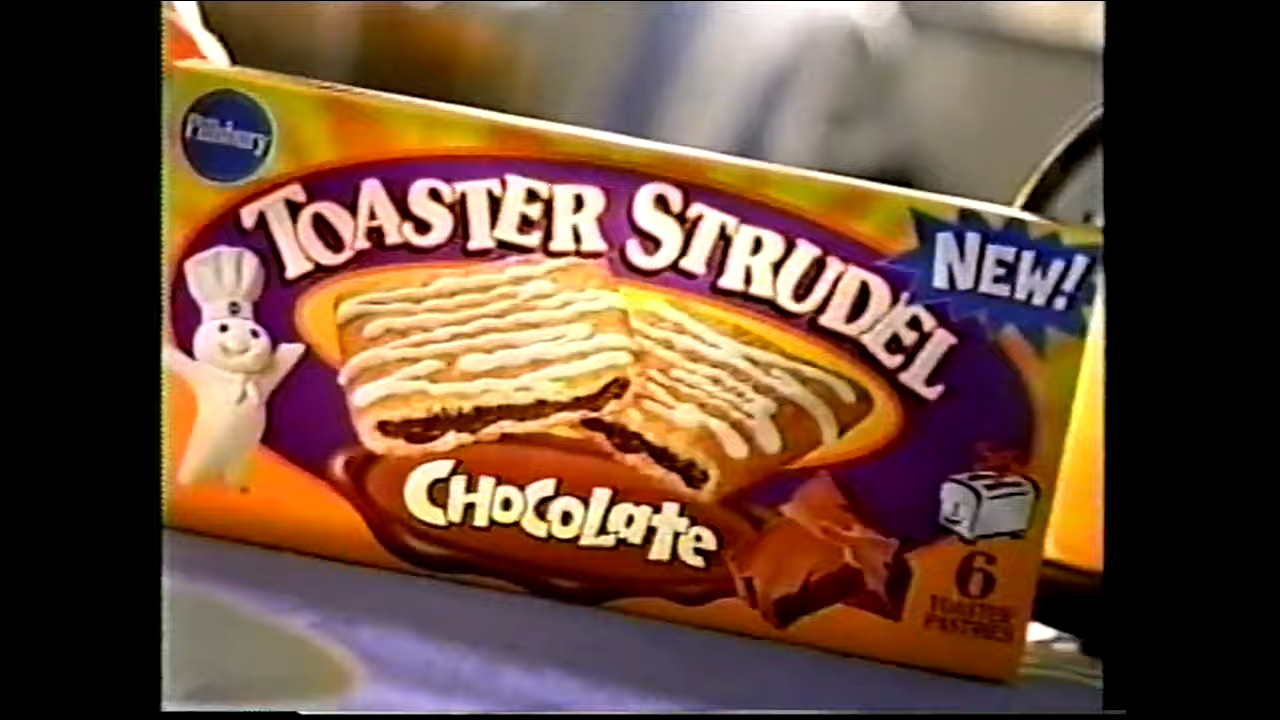 Pillsbury
TOASTER STRUDEL
NEW!
CHOCOLate
6
TOASTER
PASTRIES